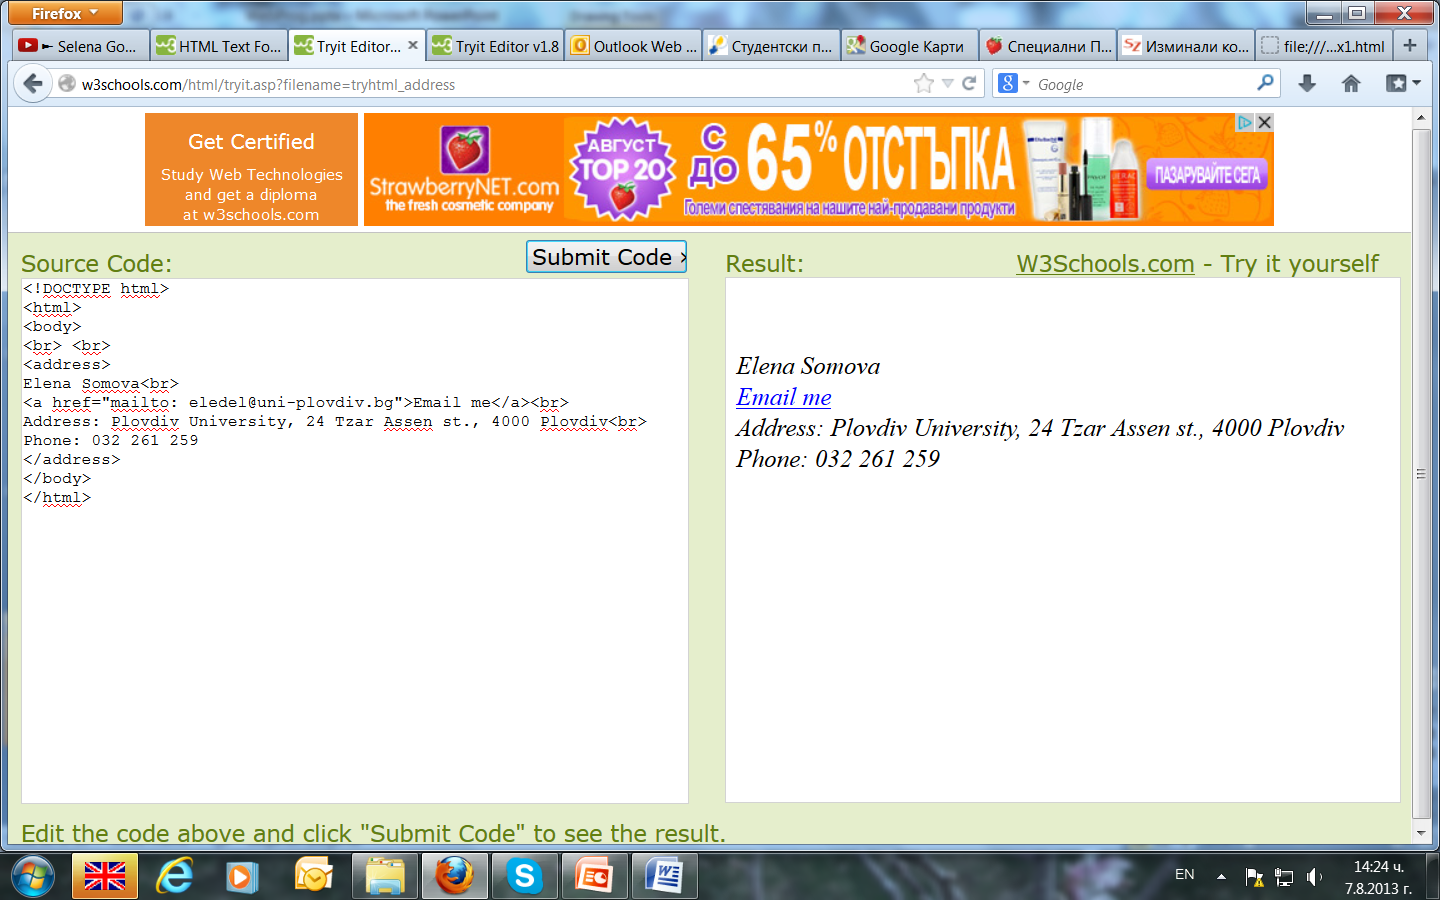 Firefox
Selena Go...
HTML Text Fo...
Tryit Editor...
Tryit Editor v1.8
Outlook Web ...
Студентски п...
Google Карти
Специални П...
Изминали ко...
file:///...x1.html
w3schools.com/html/tryit.asp?filename=tryhtml_address
Google
Get Certified
Study Web Technologies
and get a diploma
at w3schools.com
StrawberryNET.com
the fresh cosmetic company
АВГУСТ
TOP 20
С ДО 65% ОТСТЪПКА
Големи спестявания на нашите най-продавани продукти
ПАЗАРУВАЙТЕ СЕГА
Source Code:
Submit Code »
Result:
W3Schools.com - Try it yourself
<!DOCTYPE html>
<html>
<body>
<br> <br>
<address>
Elena Somova<br>
<a href="mailto: eledel@uni-plovdiv.bg">Email me</a><br>
Address: Plovdiv University, 24 Tzar Assen st., 4000 Plovdiv<br>
Phone: 032 261 259
</address>
</body>
</html>
Elena Somova
Email me
Address: Plovdiv University, 24 Tzar Assen st., 4000 Plovdiv
Phone: 032 261 259
Edit the code above and click "Submit Code" to see the result.
EN
14:24 ч.
7.8.2013 г.